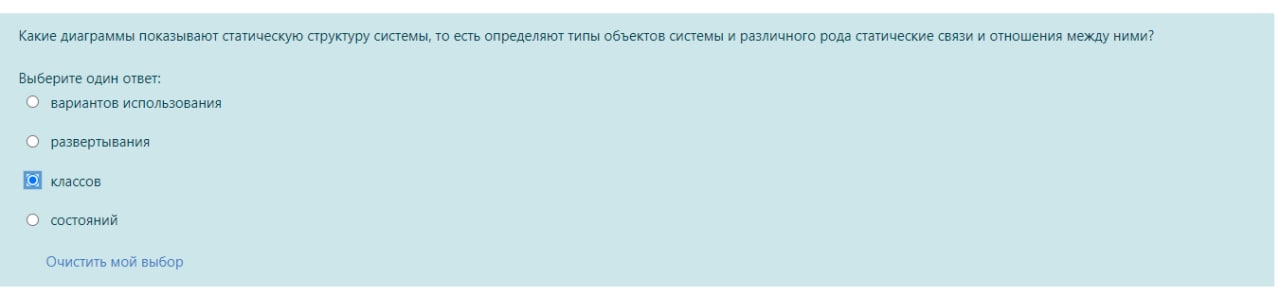 Какие диаграммы показывают статическую структуру системы, то есть определяют типы объектов системы и различного рода статические связи и отношения между ними?
Выберите один ответ:
вариантов использования
развертывания
классов
состояний
Очистить мой выбор